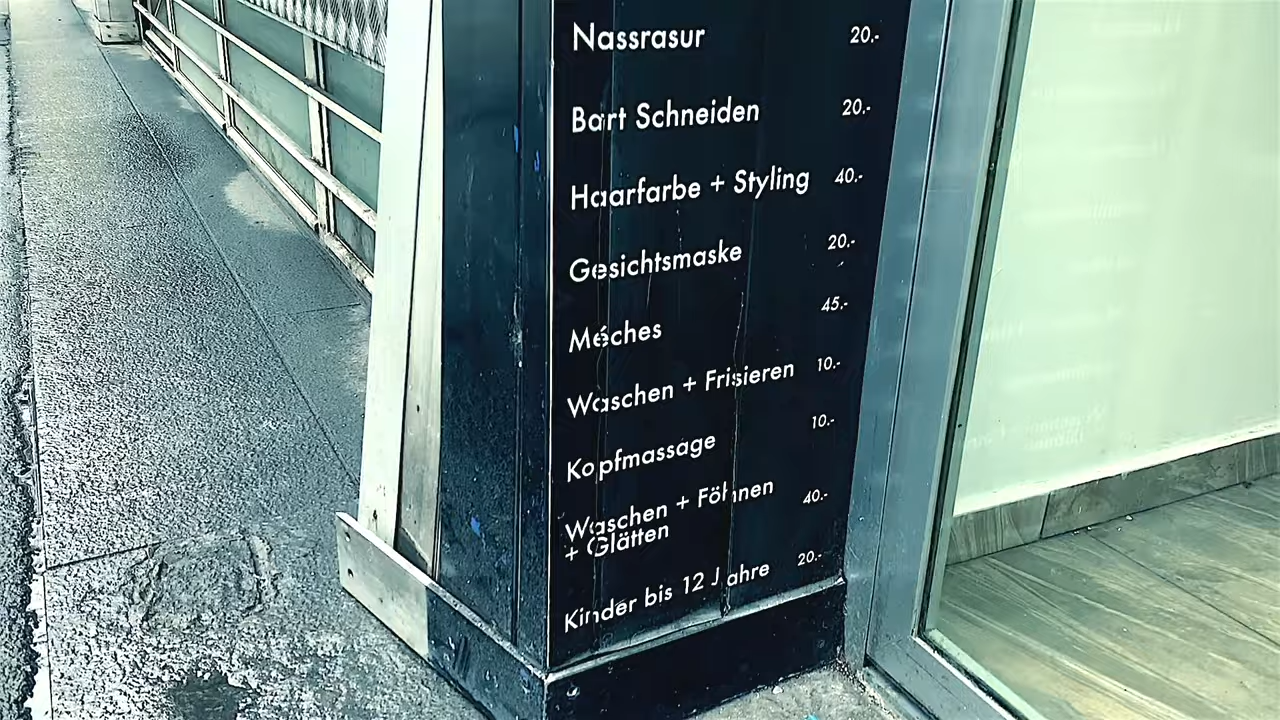 Nassrasur 20.-
Bart Schneiden 20.-
Haarfarbe + Styling 40.-
Gesichtsmaske 20.-
Méches 45.-
Waschen + Frisieren 10.-
Kopfmassage 10.-
Waschen + Föhnen 40.-
+ Glätten
Kinder bis 12 Jahre 20.-